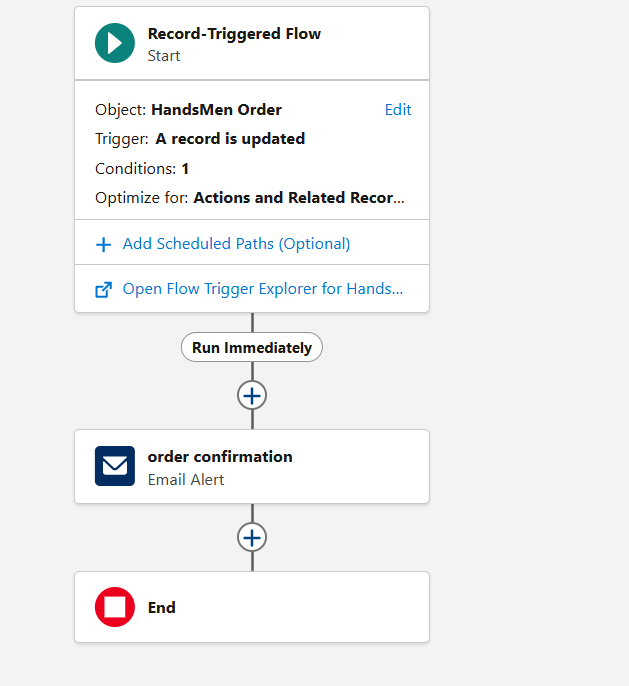 Record-Triggered Flow
Start
Object: HandsMen Order Edit
Trigger: A record is updated
Conditions: 1
Optimize for: Actions and Related Recor...
Add Scheduled Paths (Optional)
Open Flow Trigger Explorer for Hands...
Run Immediately
order confirmation
Email Alert
End